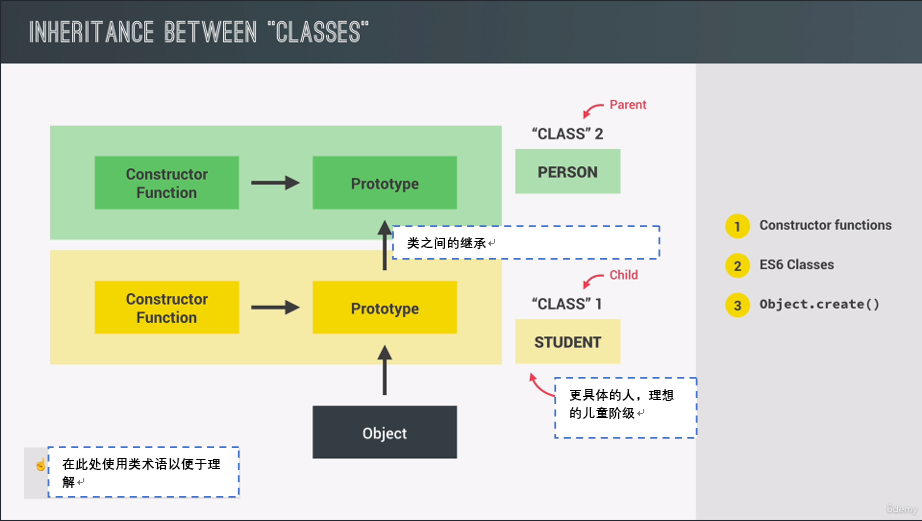 INHERITANCE BETWEEN "CLASSES"
Parent
"CLASS" 2
Constructor
Function
Prototype
PERSON
类之间的继承
Child
"CLASS" 1
Constructor
Function
Prototype
STUDENT
更具体的人，理想
的儿童阶级
Object
☝ 在此处使用类术语以便于理
解
1 Constructor functions
2 ES6 Classes
3 Object.create()
Udemy